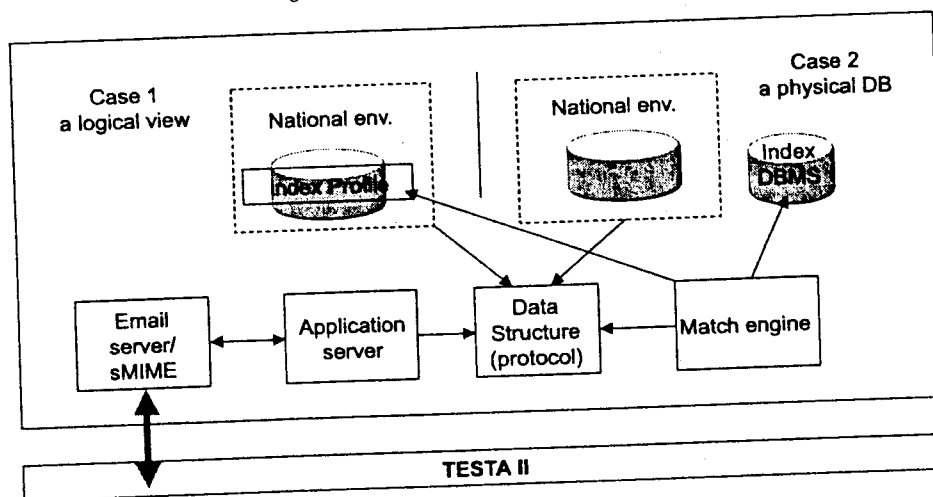 Case 1
a logical view
National env.
Index Profile
National env.
Case 2
a physical DB
Index
DBMS
Email
server/
sMIME
Application
server
Data
Structure
(protocol)
Match engine
TESTA II